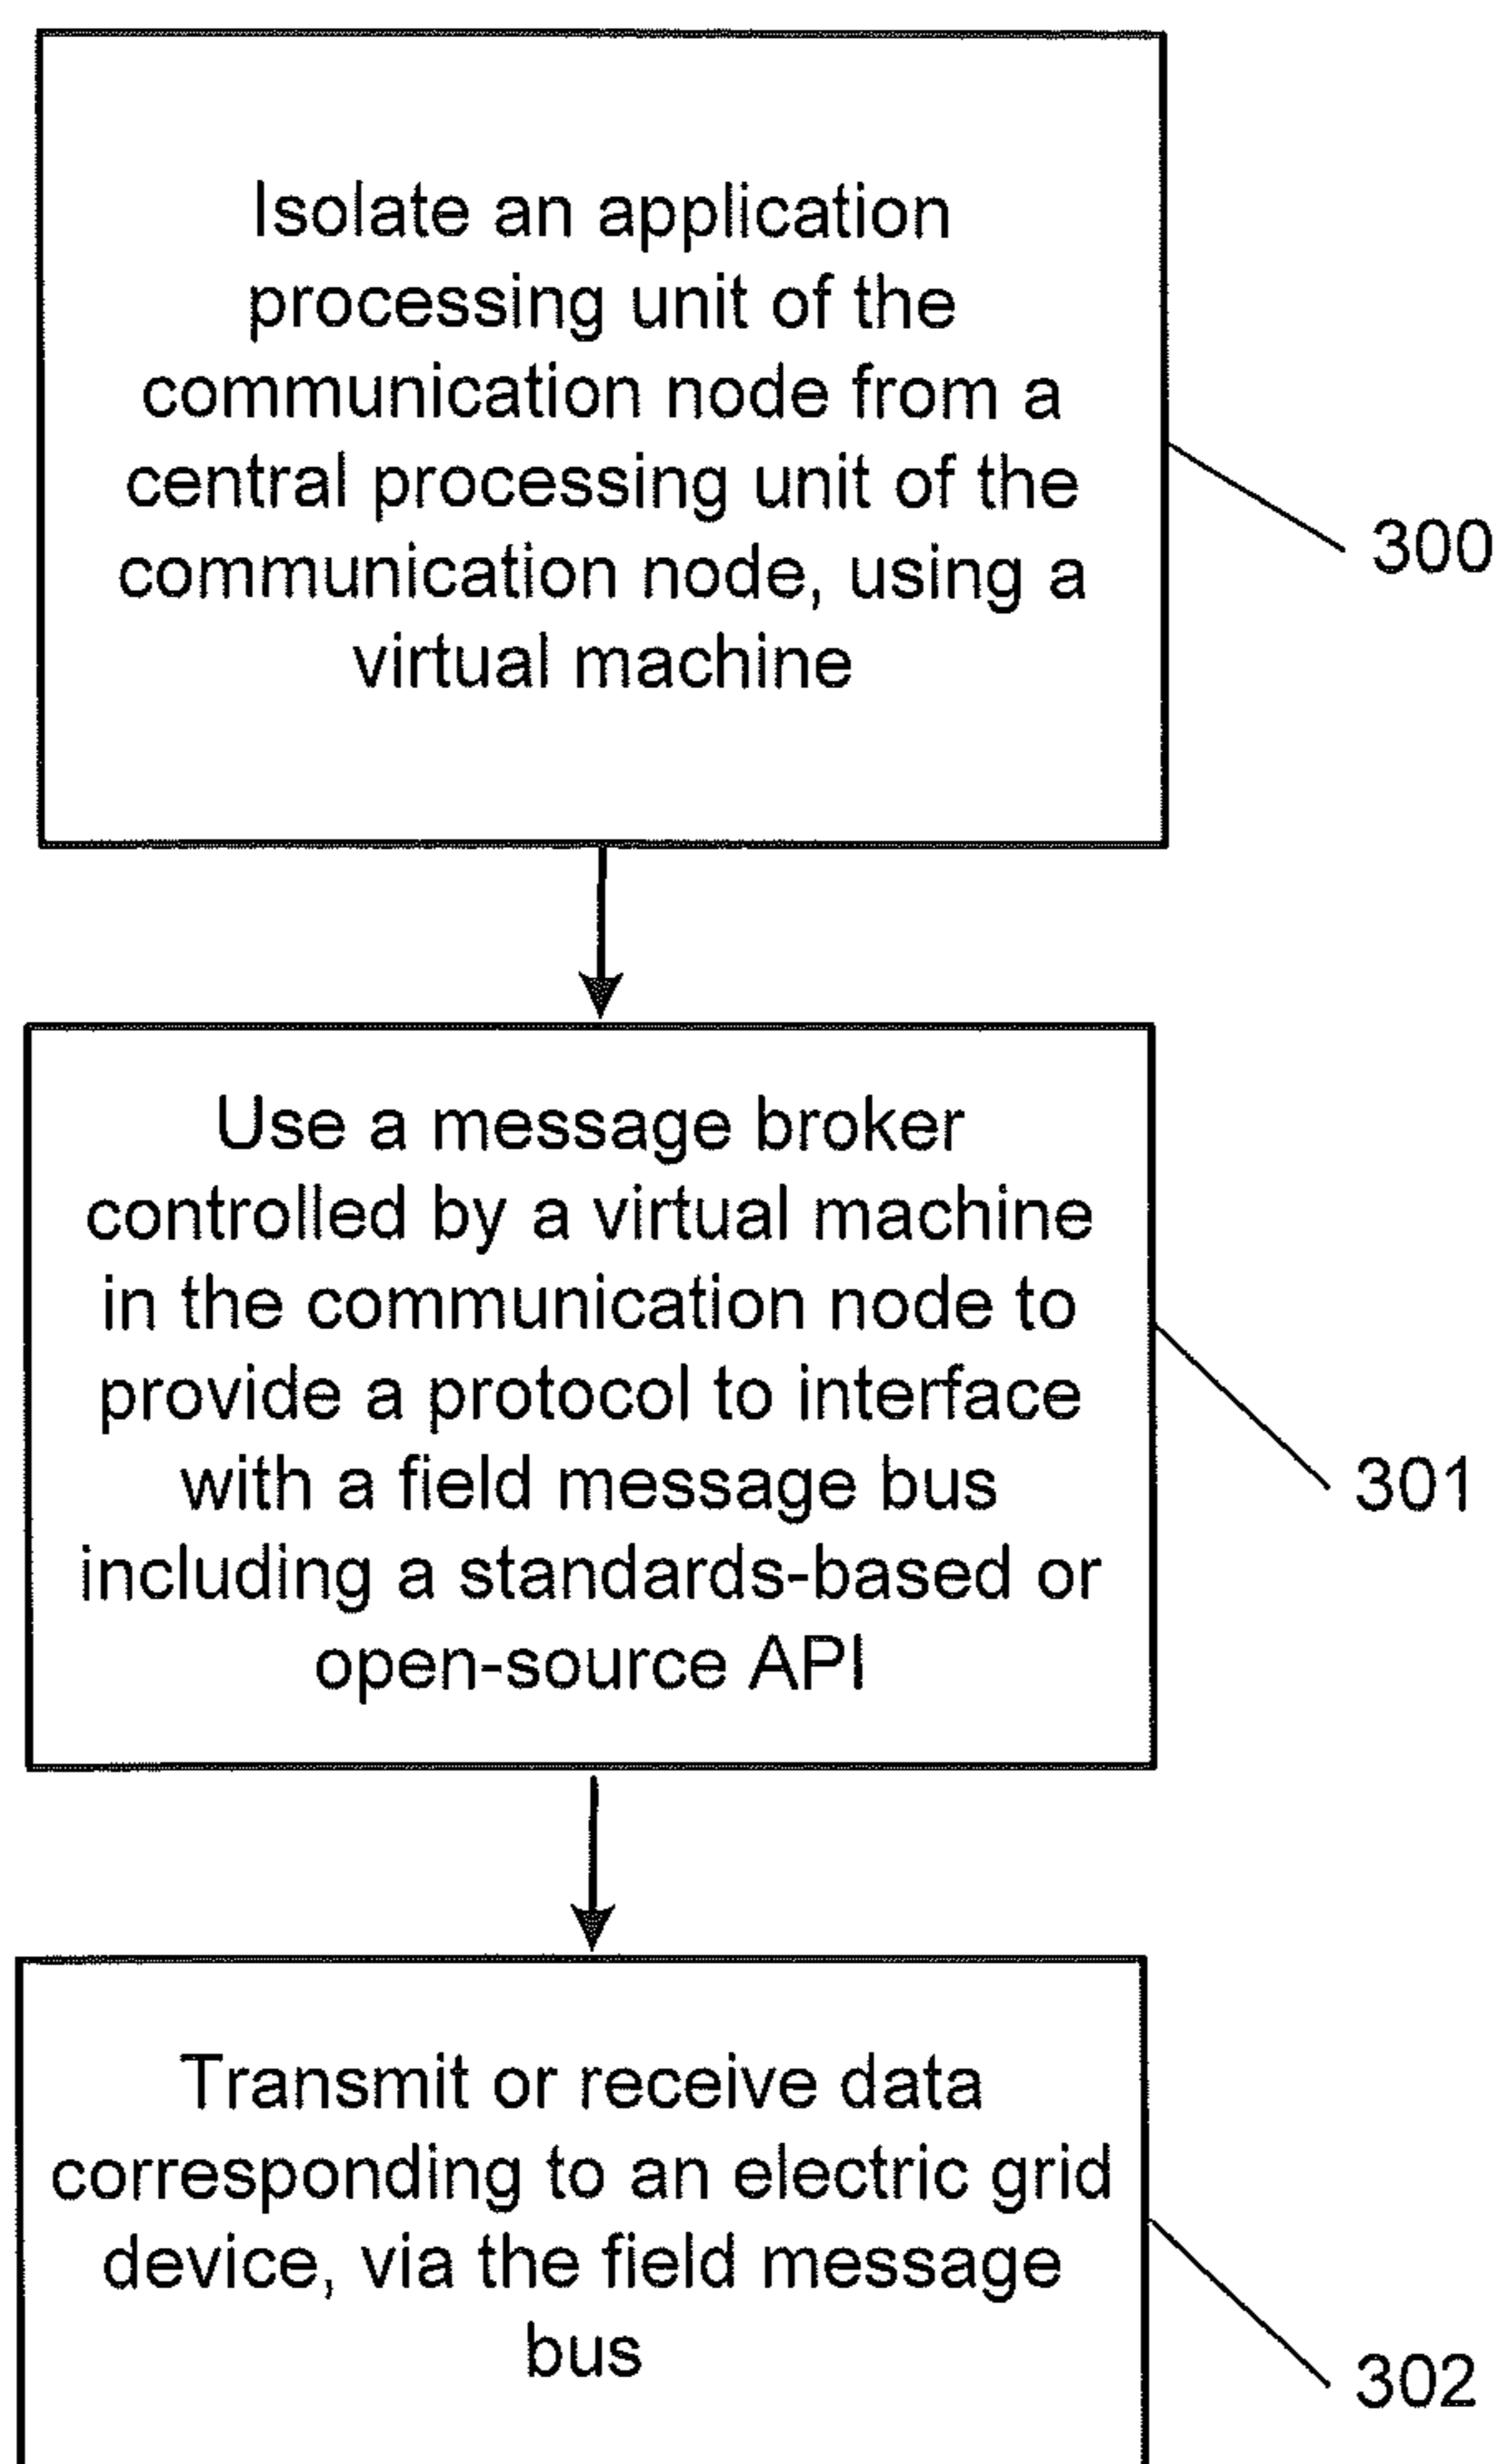 Isolate an application
processing unit of the
communication node from a
central processing unit of the
communication node, using a
virtual machine
300
Use a message broker
controlled by a virtual machine
in the communication node to
provide a protocol to interface
with a field message bus
including a standards-based or
open-source API
301
Transmit or receive data
corresponding to an electric grid
device, via the field message
bus
302